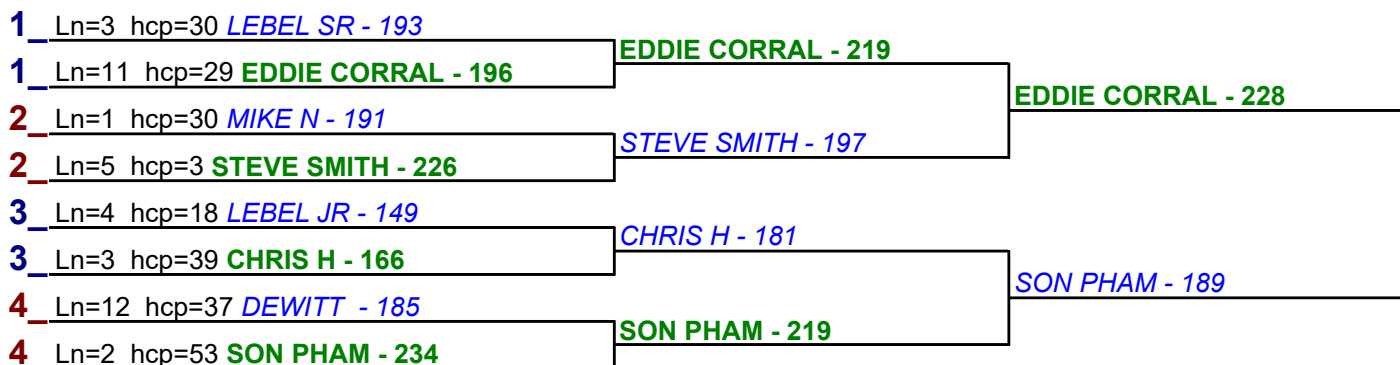 1_ Ln=3 hcp=30 LEBEL SR - 193
EDDIE CORRAL - 219
1_ Ln=11 hcp=29 EDDIE CORRAL - 196
EDDIE CORRAL - 228
2_ Ln=1 hcp=30 MIKE N - 191
STEVE SMITH - 197
2_ Ln=5 hcp=3 STEVE SMITH - 226
3_ Ln=4 hcp=18 LEBEL JR - 149
CHRIS H - 181
3_ Ln=3 hcp=39 CHRIS H - 166
SON PHAM - 189
4_ Ln=12 hcp=37 DEWITT - 185
SON PHAM - 219
4 Ln=2 hcp=53 SON PHAM - 234